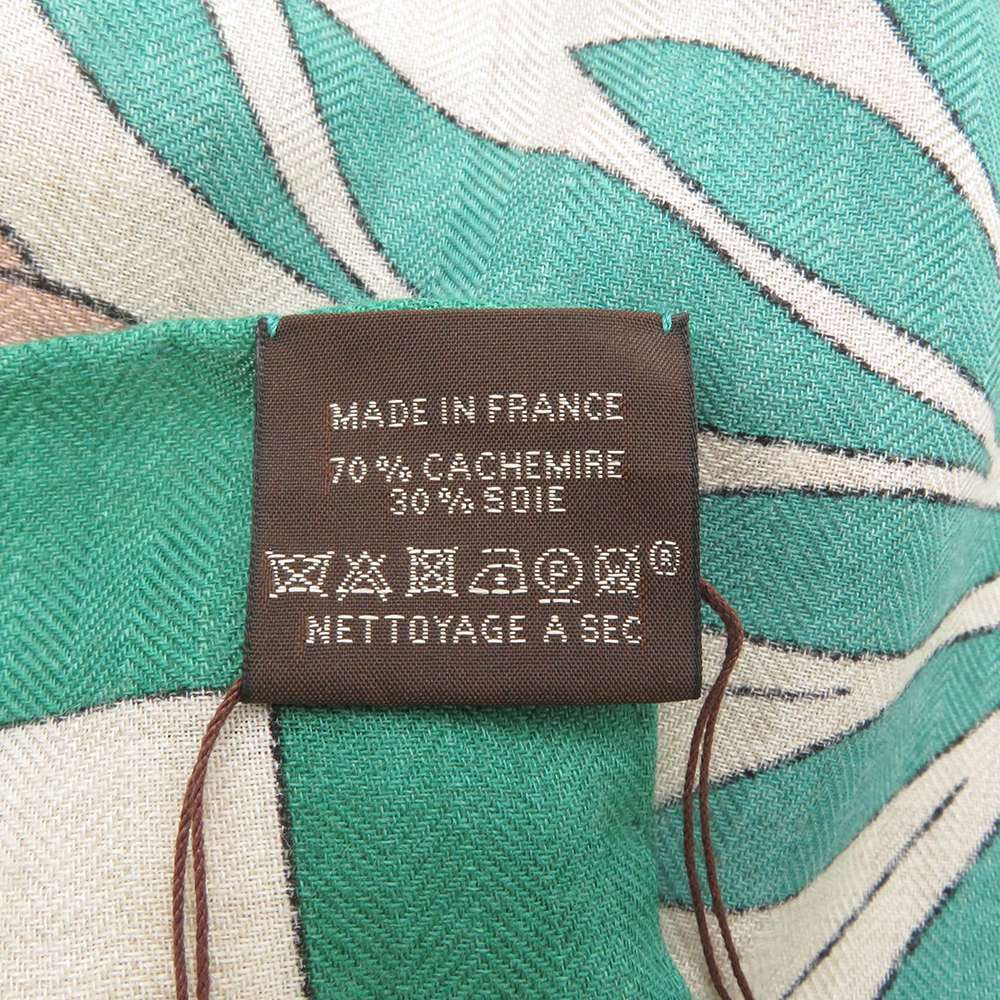 MADE IN FRANCE
70 % CACHEMIRE
30 % SOIE
P W ®
NETTOYAGE A SEC